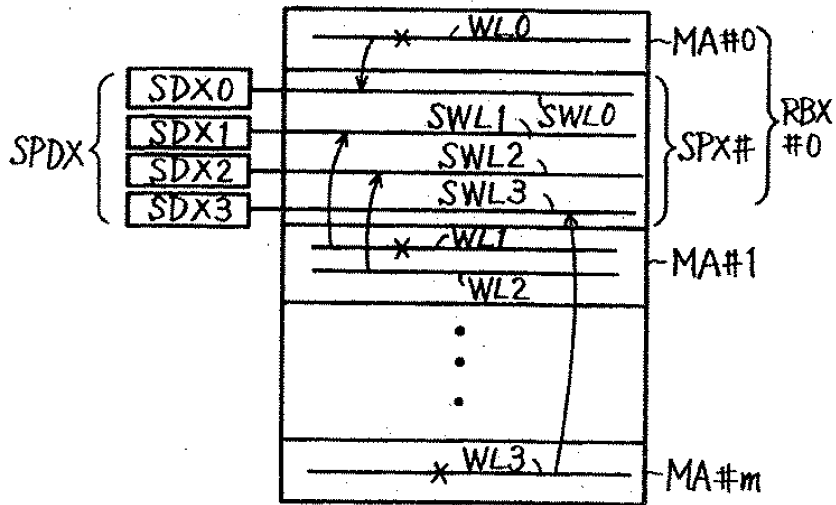 WL0
MA#0
SDX0
SWL0
RBX
#0
SDX1
SWL1
SPDX
SPX#
SDX2
SWL2
SDX3
SWL3
WL1
MA#1
WL2
WL3
MA#m